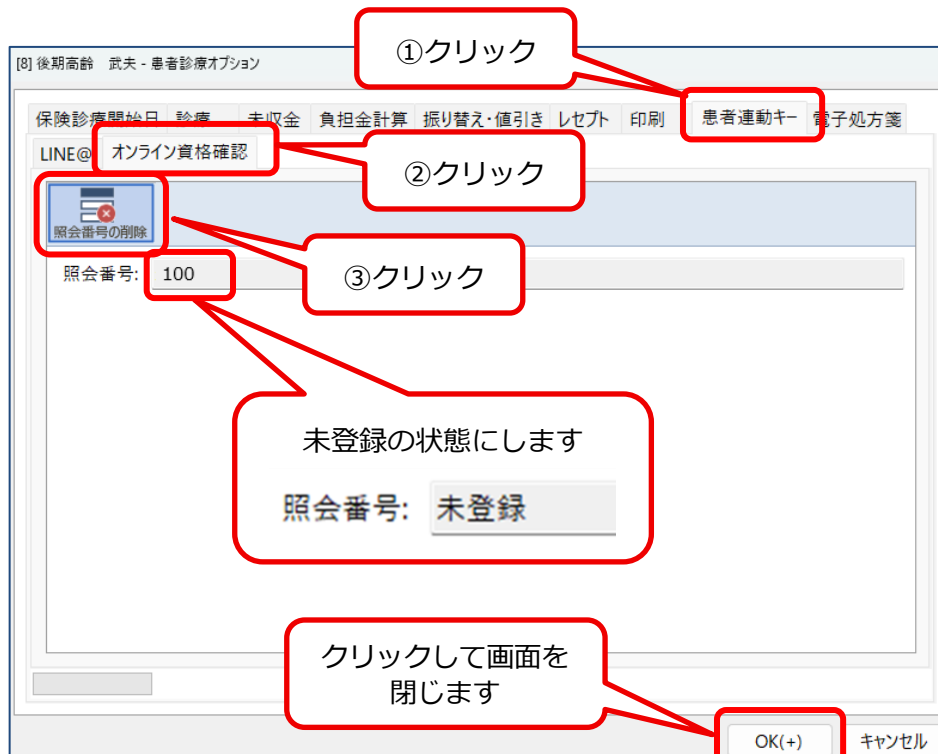 ①クリック
[8] 後期高齢　武夫 - 患者診療オプション
保険診療開始日 診療 未収金 負担金計算 振り替え・値引き レセプト 印刷 患者連動キー 電子処方箋
LINE@ オンライン資格確認
②クリック
照会番号の削除
③クリック
照会番号: 100
未登録の状態にします
照会番号: 未登録
クリックして画面を
閉じます
OK(+) キャンセル